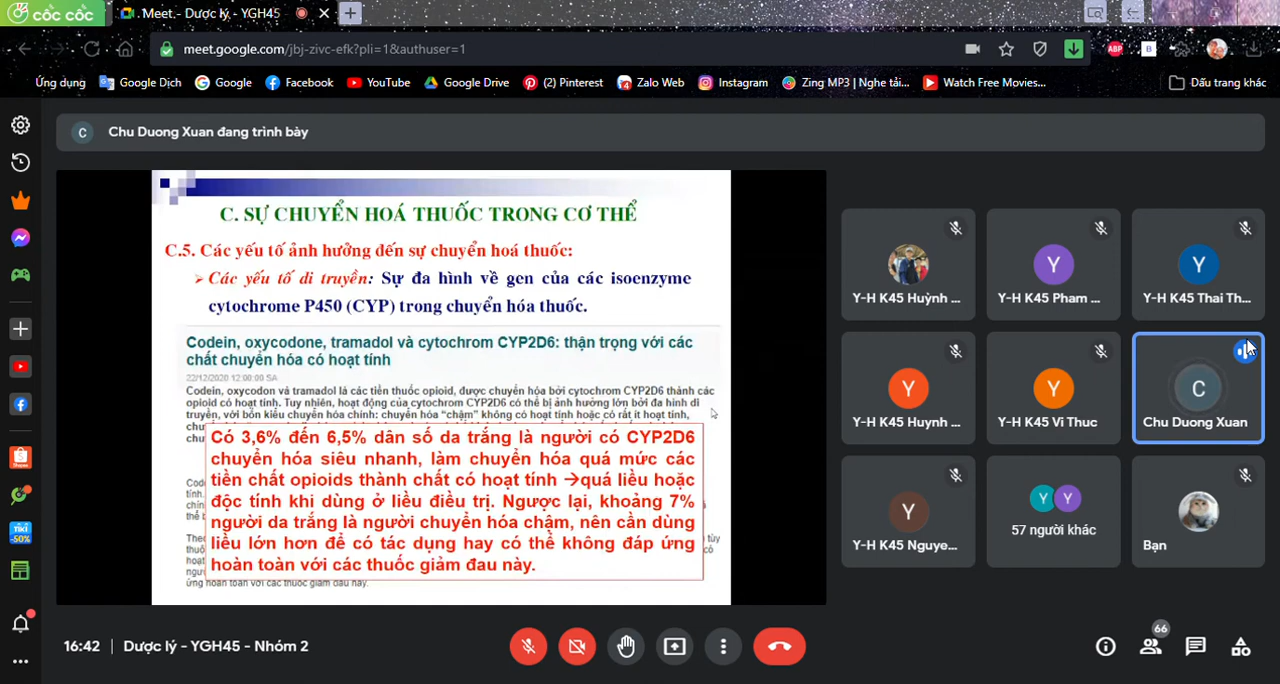 cốc cốc
Meet - Dược lý - YGH45
meet.google.com/jbj-zivc-efk?pli=1&authuser=1
ABP
B
Ứng dụng Google Dịch Google Facebook YouTube Google Drive (2) Pinterest Zalo Web Instagram Zing MP3 | Nghe tải... Watch Free Movies... Dấu trang khác
C Chu Duong Xuan đang trình bày
C. SỰ CHUYỂN HOÁ THUỐC TRONG CƠ THỂ
C.5. Các yếu tố ảnh hưởng đến sự chuyển hoá thuốc:
Các yếu tố di truyền: Sự đa hình về gen của các isoenzyme
cytochrome P450 (CYP) trong chuyển hóa thuốc.
Codein, oxycodone, tramadol và cytochrom CYP2D6: thận trọng với các
chất chuyển hóa có hoạt tính
22/12/2020 12:00:00 SA
Codein, oxycodon và tramadol là các tiền thuốc opioid, được chuyển hóa bởi cytochrom CYP2D6 thành các
opioid có hoạt tính. Tuy nhiên, hoạt động của cytochrom CYP2D6 có thể bị ảnh hưởng lớn bởi đa hình di
truyền, với bốn kiểu chuyển hóa chính: chuyển hóa “chậm” không có hoạt tính hoặc có rất ít hoạt tính,
Có 3,6% đến 6,5% dân số da trắng là người có CYP2D6
chuyển hóa siêu nhanh, làm chuyển hóa quá mức các
tiền chất opioids thành chất có hoạt tính →quá liều hoặc
độc tính khi dùng ở liều điều trị. Ngược lại, khoảng 7%
người da trắng là người chuyển hóa chậm, nên cần dùng
liều lớn hơn để có tác dụng hay có thể không đáp ứng
hoàn toàn với các thuốc giảm đau này.
ứng hoàn toàn với các thuốc giảm đau này.
Y-H K45 Huỳnh ...
Y
Y-H K45 Pham ...
Y
Y-H K45 Thai Th...
Y
Y-H K45 Huynh ...
Y
Y-H K45 Vi Thuc
C
Chu Duong Xuan
Y
Y-H K45 Nguye...
Y Y
57 người khác
Bạn
Shopee
TIKI
-50%
16:42 | Dược lý - YGH45 - Nhóm 2
66